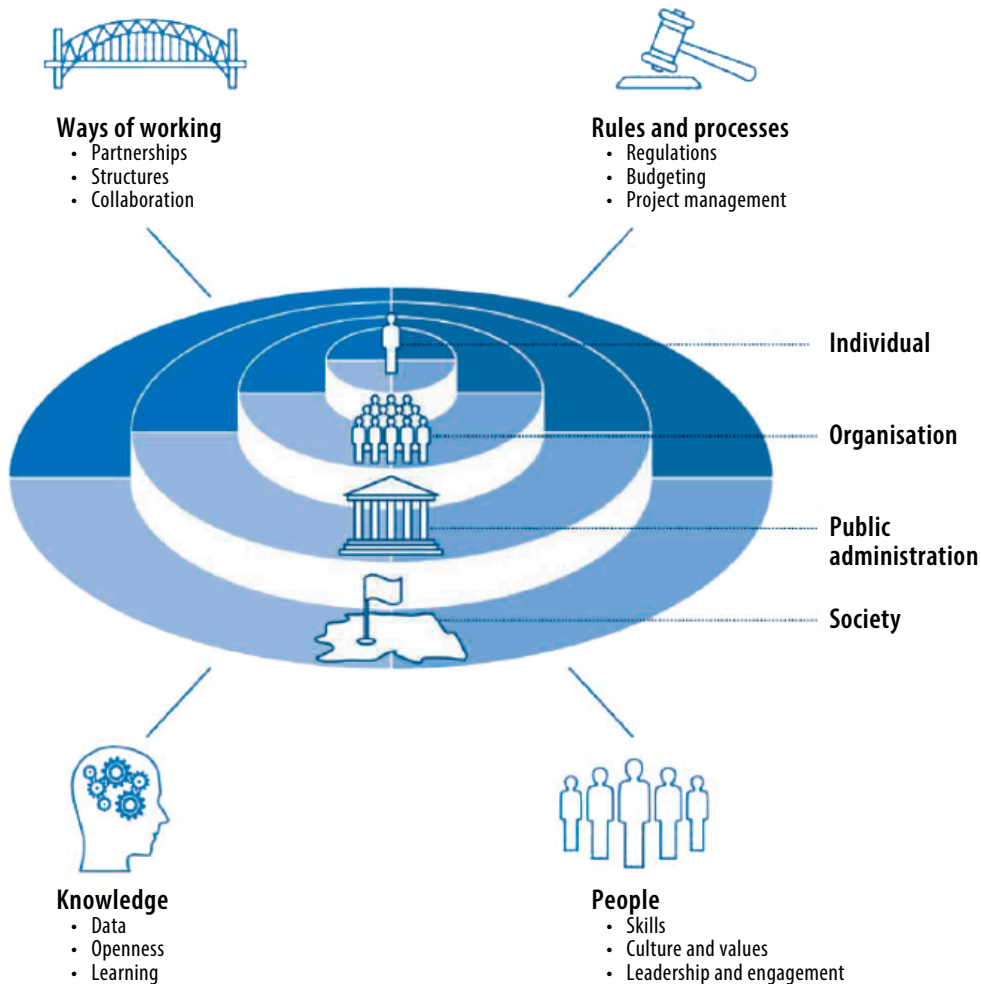 Ways of working
• Partnerships
• Structures
• Collaboration
Rules and processes
• Regulations
• Budgeting
• Project management
Individual
Organisation
Public
administration
Society
Knowledge
• Data
• Openness
• Learning
People
• Skills
• Culture and values
• Leadership and engagement